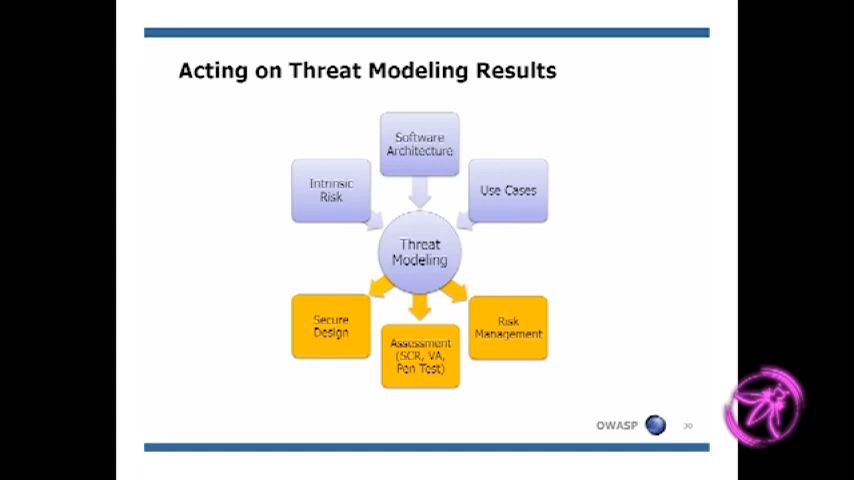 Acting on Threat Modeling Results
Software
Architecture
Intrinsic
Risk
Use Cases
Threat
Modeling
Secure
Design
Assessment
(SCR, VA,
Pen Test)
Risk
Management
OWASP
30